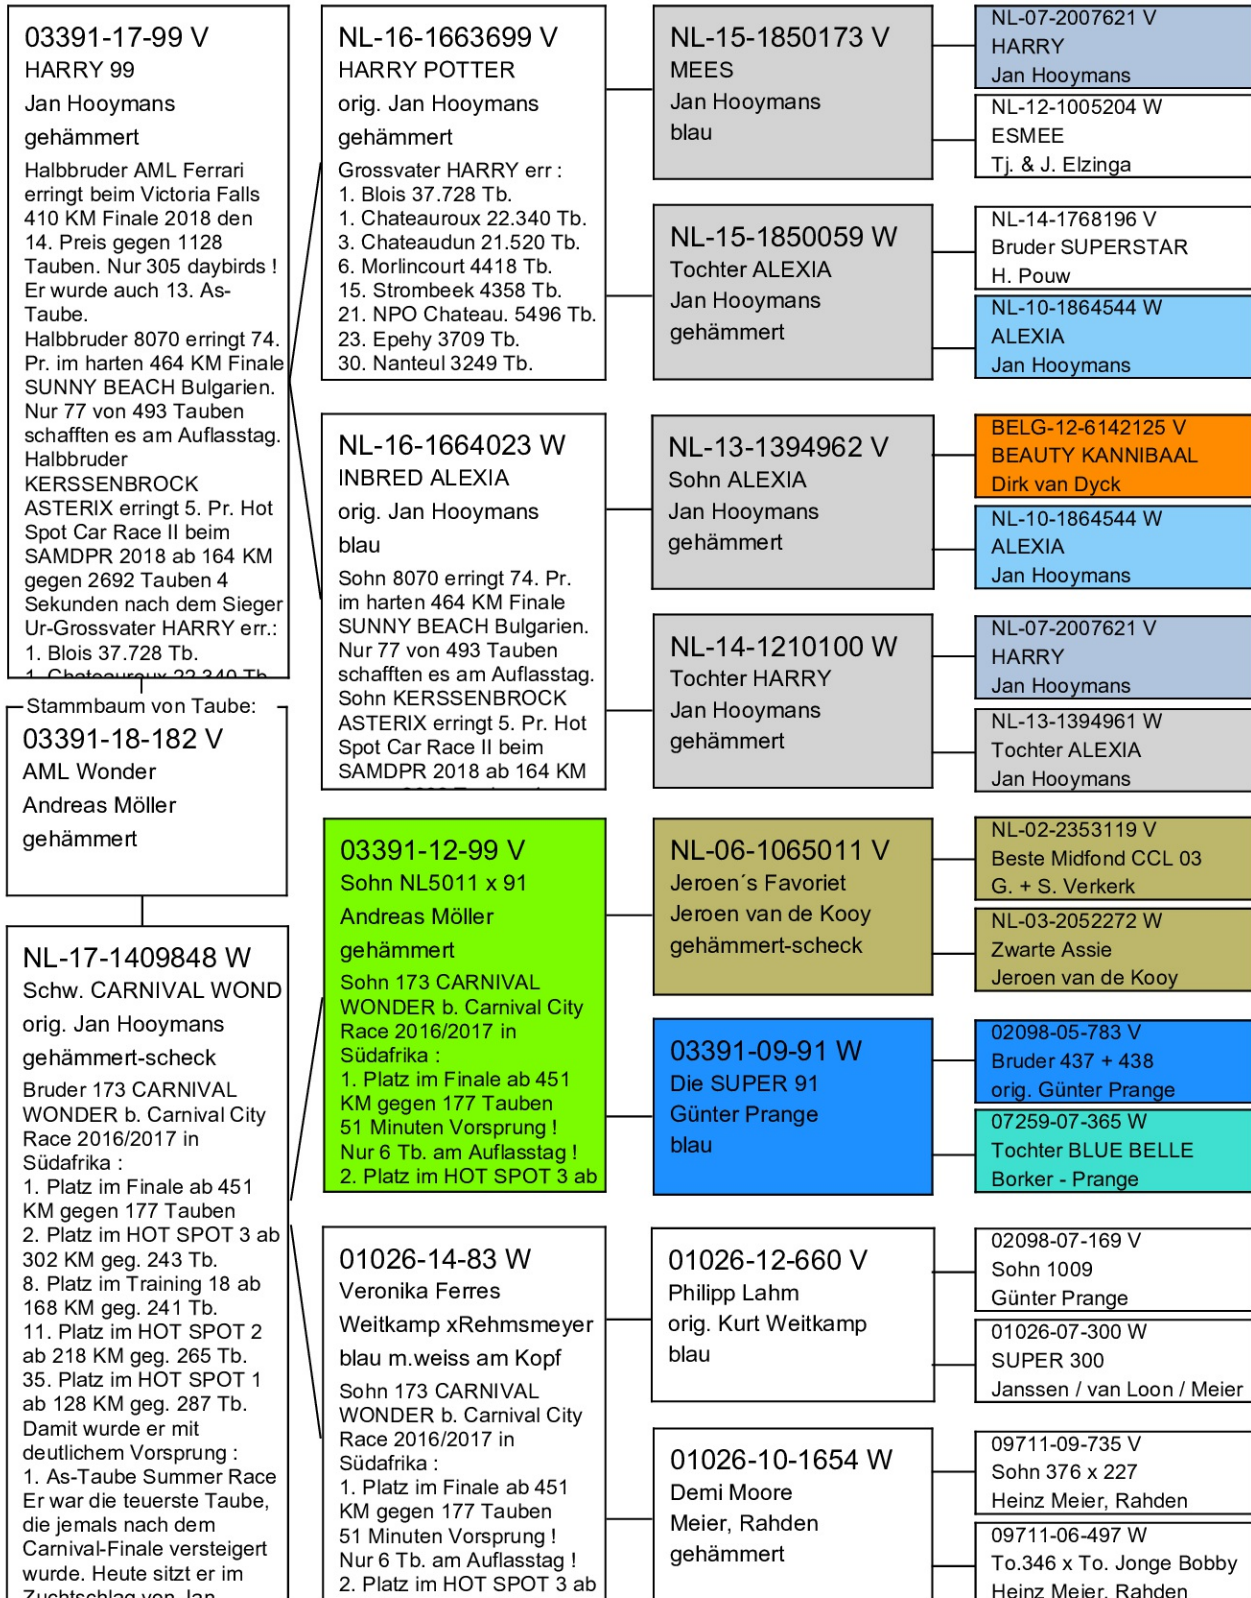 03391-17-99 V
HARRY 99
Jan Hooymans
gehämmert
Halbbruder AML Ferrari
erringt beim Victoria Falls
410 KM Finale 2018 den
14. Preis gegen 1128
Tauben. Nur 305 daybirds !
Er wurde auch 13. As-
Taube.
Halbbruder 8070 erringt 74.
Pr. im harten 464 KM Finale
SUNNY BEACH Bulgarien.
Nur 77 von 493 Tauben
schafften es am Auflasstag.
Halbbruder
KERSSENBROCK
ASTERIX erringt 5. Pr. Hot
Spot Car Race II beim
SAMDPR 2018 ab 164 KM
gegen 2692 Tauben 4
Sekunden nach dem Sieger
Ur-Grossvater HARRY err.:
1. Blois 37.728 Tb.
1. Chateauroux 22.340 Tb.
Stammbaum von Taube:
03391-18-182 V
AML Wonder
Andreas Möller
gehämmert
NL-17-1409848 W
Schw. CARNIVAL WOND
orig. Jan Hooymans
gehämmert-scheck
Bruder 173 CARNIVAL
WONDER b. Carnival City
Race 2016/2017 in
Südafrika :
1. Platz im Finale ab 451
KM gegen 177 Tauben
2. Platz im HOT SPOT 3 ab
302 KM geg. 243 Tb.
8. Platz im Training 18 ab
168 KM geg. 241 Tb.
11. Platz im HOT SPOT 2
ab 218 KM geg. 265 Tb.
35. Platz im HOT SPOT 1
ab 128 KM geg. 287 Tb.
Damit wurde er mit
deutlichem Vorsprung :
1. As-Taube Summer Race
Er war die teuerste Taube,
die jemals nach dem
Carnival-Finale versteigert
wurde. Heute sitzt er im
Zuchtschlag von Jan
NL-16-1663699 V
HARRY POTTER
orig. Jan Hooymans
gehämmert
Grossvater HARRY err :
1. Blois 37.728 Tb.
1. Chateauroux 22.340 Tb.
3. Chateaudun 21.520 Tb.
6. Morlincourt 4418 Tb.
15. Strombeek 4358 Tb.
21. NPO Chateau. 5496 Tb.
23. Epehy 3709 Tb.
30. Nanteul 3249 Tb.
NL-16-1664023 W
INBRED ALEXIA
orig. Jan Hooymans
blau
Sohn 8070 erringt 74. Pr.
im harten 464 KM Finale
SUNNY BEACH Bulgarien.
Nur 77 von 493 Tauben
schafften es am Auflasstag.
Sohn KERSSENBROCK
ASTERIX erringt 5. Pr. Hot
Spot Car Race II beim
SAMDPR 2018 ab 164 KM
03391-12-99 V
Sohn NL5011 x 91
Andreas Möller
gehämmert
Sohn 173 CARNIVAL
WONDER b. Carnival City
Race 2016/2017 in
Südafrika :
1. Platz im Finale ab 451
KM gegen 177 Tauben
51 Minuten Vorsprung !
Nur 6 Tb. am Auflasstag !
2. Platz im HOT SPOT 3 ab
01026-14-83 W
Veronika Ferres
Weitkamp xRehmsmeyer
blau m.weiss am Kopf
Sohn 173 CARNIVAL
WONDER b. Carnival City
Race 2016/2017 in
Südafrika :
1. Platz im Finale ab 451
KM gegen 177 Tauben
51 Minuten Vorsprung !
Nur 6 Tb. am Auflasstag !
2. Platz im HOT SPOT 3 ab
NL-15-1850173 V
MEES
Jan Hooymans
blau
NL-15-1850059 W
Tochter ALEXIA
Jan Hooymans
gehämmert
NL-13-1394962 V
Sohn ALEXIA
Jan Hooymans
gehämmert
NL-14-1210100 W
Tochter HARRY
Jan Hooymans
gehämmert
NL-06-1065011 V
Jeroen´s Favoriet
Jeroen van de Kooy
gehämmert-scheck
03391-09-91 W
Die SUPER 91
Günter Prange
blau
01026-12-660 V
Philipp Lahm
orig. Kurt Weitkamp
blau
01026-10-1654 W
Demi Moore
Meier, Rahden
gehämmert
NL-07-2007621 V
HARRY
Jan Hooymans
NL-12-1005204 W
ESMEE
Tj. & J. Elzinga
NL-14-1768196 V
Bruder SUPERSTAR
H. Pouw
NL-10-1864544 W
ALEXIA
Jan Hooymans
BELG-12-6142125 V
BEAUTY KANNIBAAL
Dirk van Dyck
NL-10-1864544 W
ALEXIA
Jan Hooymans
NL-07-2007621 V
HARRY
Jan Hooymans
NL-13-1394961 W
Tochter ALEXIA
Jan Hooymans
NL-02-2353119 V
Beste Midfond CCL 03
G. + S. Verkerk
NL-03-2052272 W
Zwarte Assie
Jeroen van de Kooy
02098-05-783 V
Bruder 437 + 438
orig. Günter Prange
07259-07-365 W
Tochter BLUE BELLE
Borker - Prange
02098-07-169 V
Sohn 1009
Günter Prange
01026-07-300 W
SUPER 300
Janssen / van Loon / Meier
09711-09-735 V
Sohn 376 x 227
Heinz Meier, Rahden
09711-06-497 W
To.346 x To. Jonge Bobby
Heinz Meier, Rahden